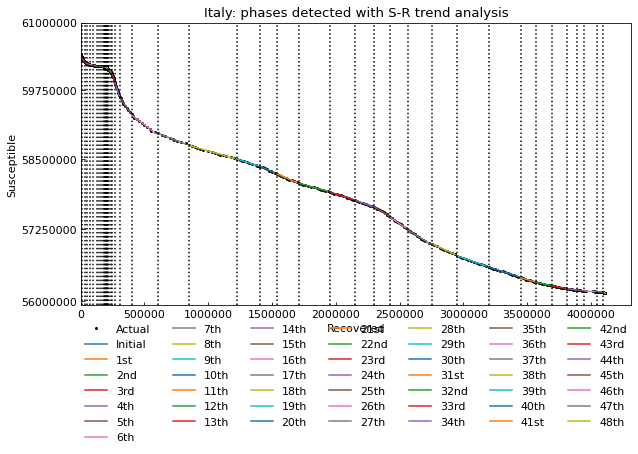 Italy: phases detected with S-R trend analysis
61000000
59750000
58500000
57250000
56000000
Susceptible
0 500000 1000000 1500000 2000000 2500000 3000000 3500000 4000000
Recovered
Actual 7th 14th 21st 28th 35th 42nd
Initial 8th 15th 22nd 29th 36th 43rd
1st 9th 16th 23rd 30th 37th 44th
2nd 10th 17th 24th 31st 38th 45th
3rd 11th 18th 25th 32nd 39th 46th
4th 12th 19th 26th 33rd 40th 47th
5th 13th 20th 27th 34th 41st 48th
6th